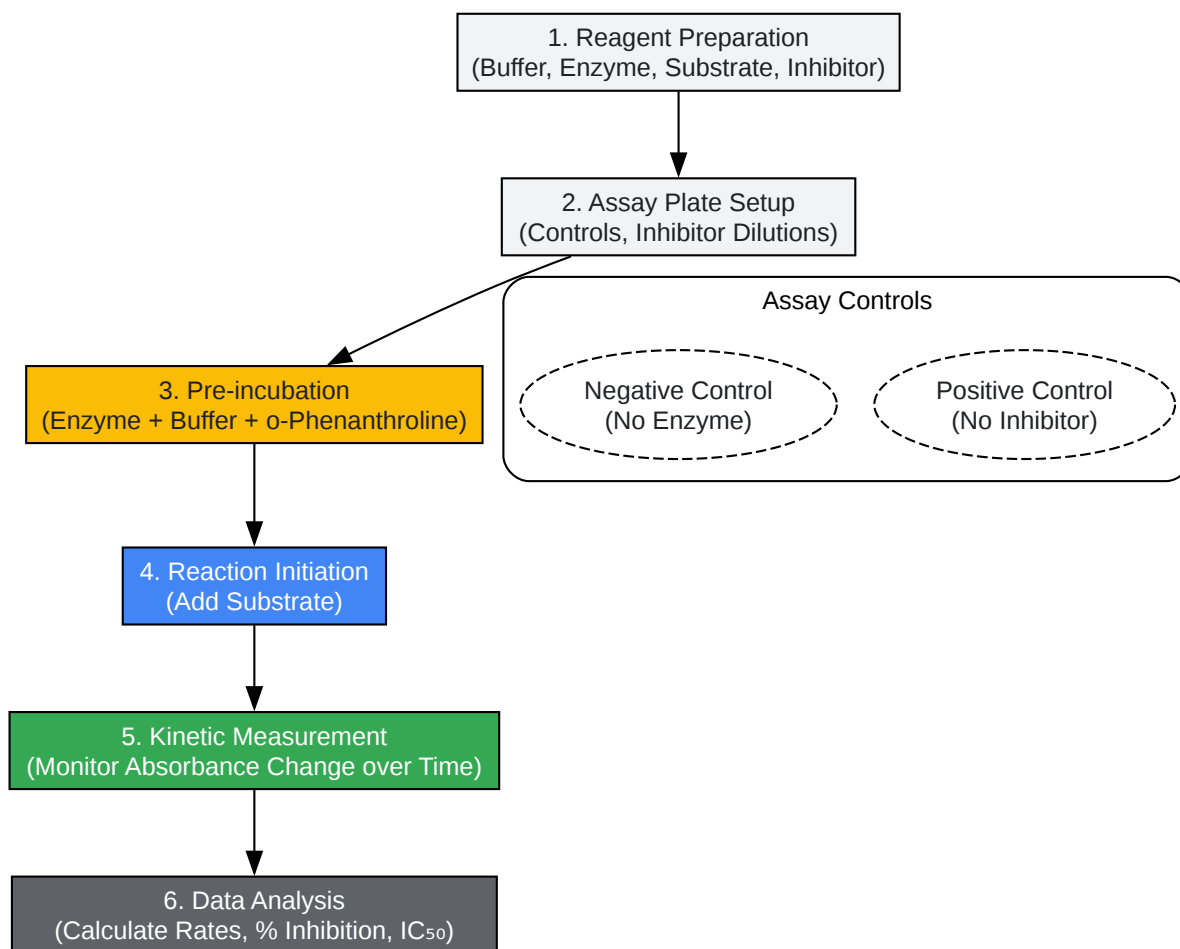 1. Reagent Preparation
(Buffer, Enzyme, Substrate, Inhibitor)
2. Assay Plate Setup
(Controls, Inhibitor Dilutions)
Assay Controls
Negative Control
(No Enzyme)
Positive Control
(No Inhibitor)
3. Pre-incubation
(Enzyme + Buffer + o-Phenanthroline)
4. Reaction Initiation
(Add Substrate)
5. Kinetic Measurement
(Monitor Absorbance Change over Time)
6. Data Analysis
(Calculate Rates, % Inhibition, IC₅₀)